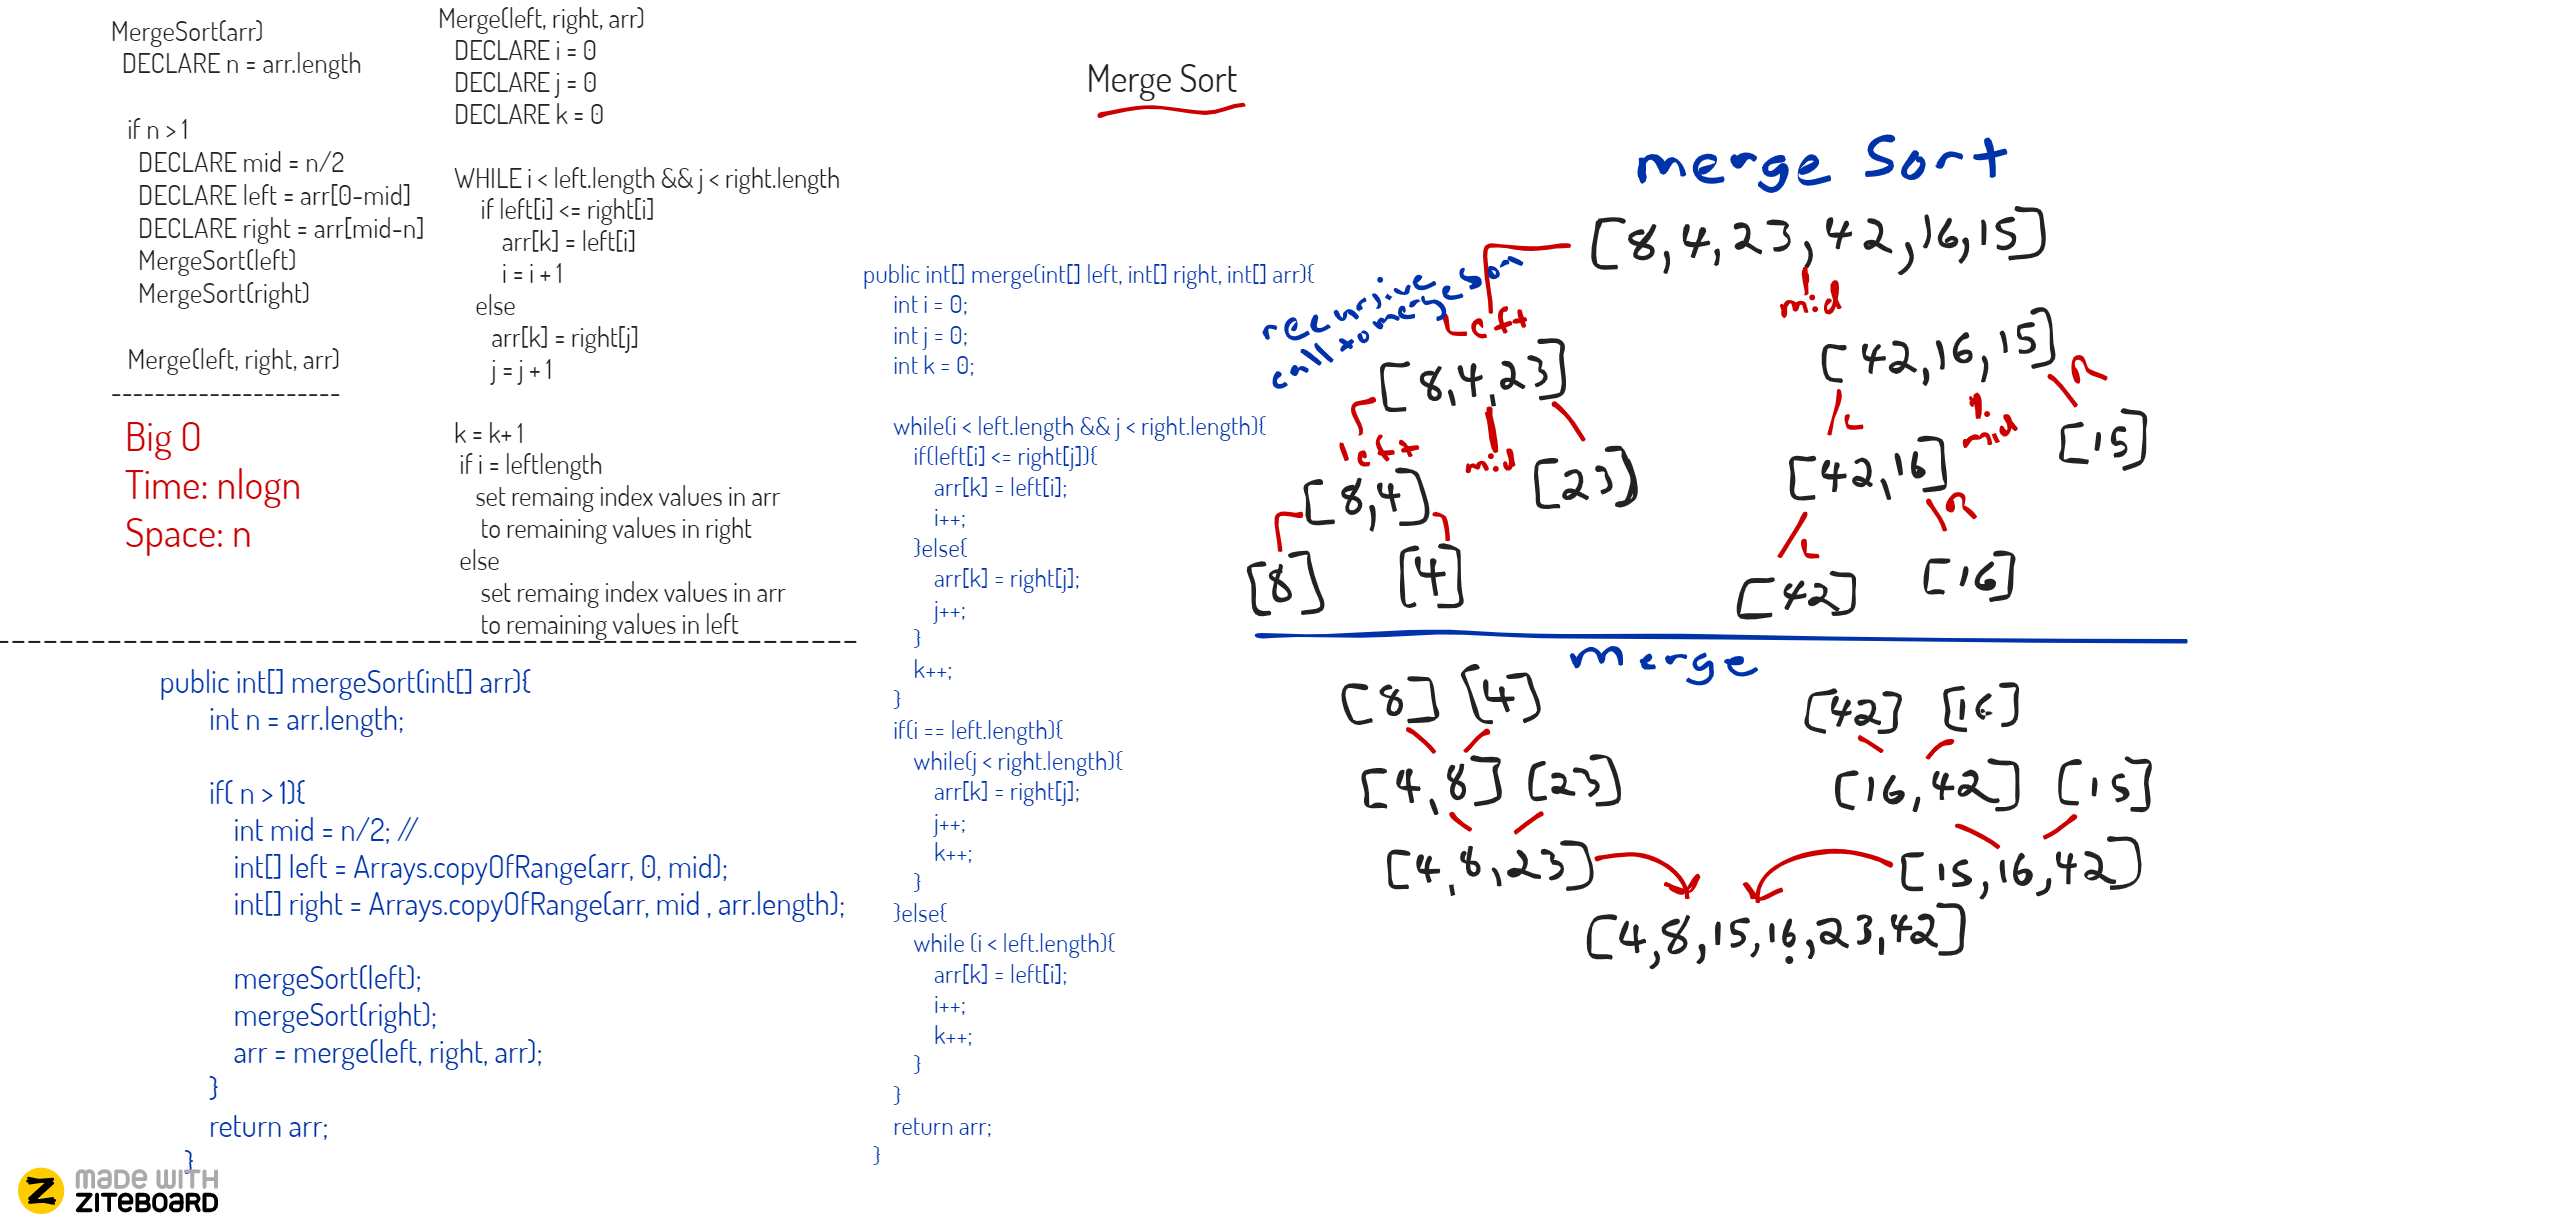 MergeSort(arr)
DECLARE n = arr.length
if n > 1
DECLARE mid = n/2
DECLARE left = arr[0-mid]
DECLARE right = arr[mid-n]
MergeSort(left)
MergeSort(right)
Merge(left, right, arr)
--------------------
Big O
Time: nlogn
Space: n
Merge(left, right, arr)
DECLARE i = 0
DECLARE j = 0
DECLARE k = 0
WHILE i < left.length && j < right.length
if left[i] <= right[i]
arr[k] = left[i]
i = i + 1
else
arr[k] = right[j]
j = j + 1
k = k+ 1
if i = leftlength
set remaing index values in arr
to remaining values in right
else
set remaing index values in arr
to remaining values in left
public int[] mergeSort(int[] arr){
int n = arr.length;
if( n > 1){
int mid = n/2; //
int[] left = Arrays.copyOfRange(arr, 0, mid);
int[] right = Arrays.copyOfRange(arr, mid , arr.length);
mergeSort(left);
mergeSort(right);
arr = merge(left, right, arr);
}
return arr;
}
public int[] merge(int[] left, int[] right, int[] arr){
int i = 0;
int j = 0;
int k = 0;
while(i < left.length && j < right.length){
if(left[i] <= right[j]){
arr[k] = left[i];
i++;
}else{
arr[k] = right[j];
j++;
}
k++;
}
if(i == left.length){
while(j < right.length){
arr[k] = right[j];
j++;
k++;
}
}else{
while (i < left.length){
arr[k] = left[i];
i++;
k++;
}
}
return arr;
}
Merge Sort
merge Sort
[8,4,23,42,16,15]
mid
recursive
call to merge sort
Left
[8,4,23] [42,16,15]
R
left mid mid
[15]
[8,4] [23] [42,16]
L
R
L
[8] [4] [42] [16]
merge
[8] [4] [42] [16]
[4,8] [23] [16,42] [15]
[4,8,23] [15,16,42]
[4,8,15,16,23,42]
MADE WITH
ZITEBOARD